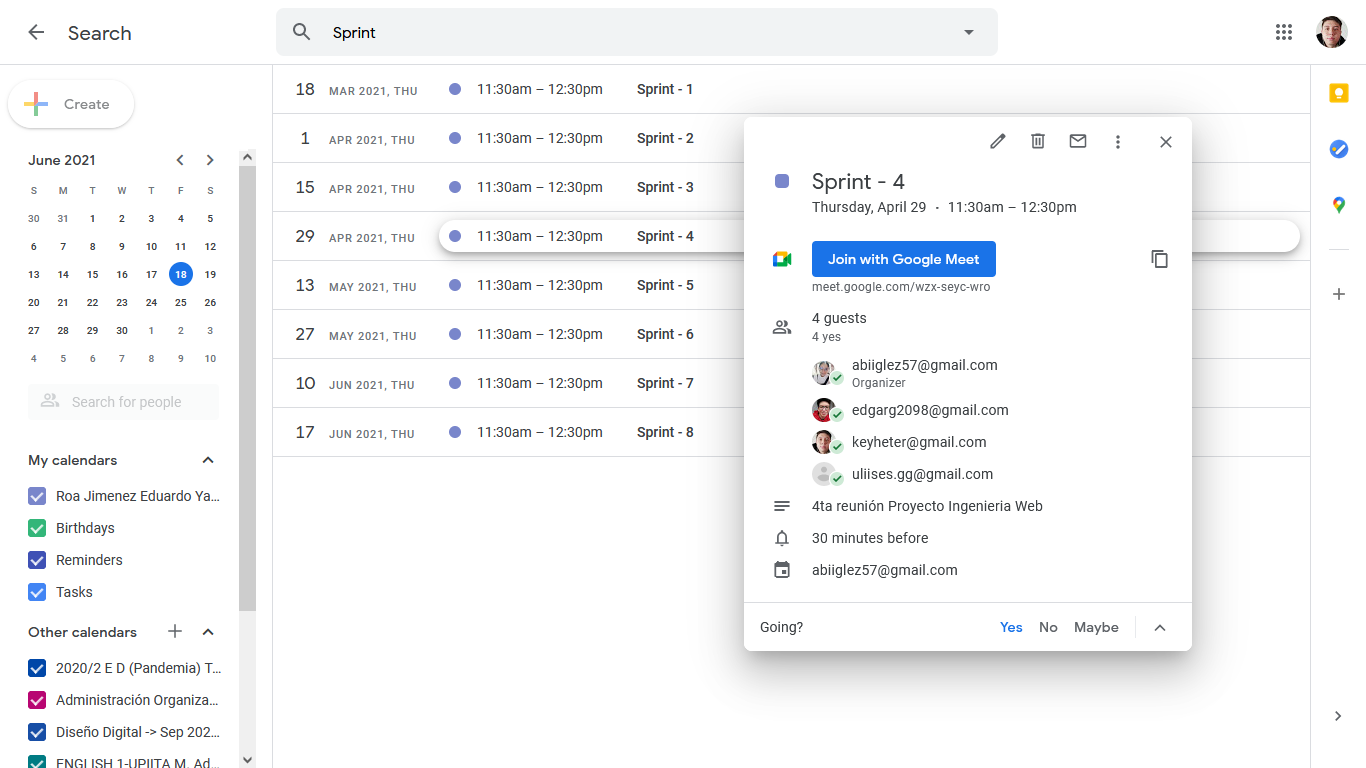 Search
Sprint
Create
June 2021
S M T W T F S
30 31 1 2 3 4 5
6 7 8 9 10 11 12
13 14 15 16 17 18 19
20 21 22 23 24 25 26
27 28 29 30 1 2 3
4 5 6 7 8 9 10
Search for people
My calendars
Roa Jimenez Eduardo Ya...
Birthdays
Reminders
Tasks
Other calendars
2020/2 E D (Pandemia) T...
Administración Organiza...
Diseño Digital -> Sep 202...
ENGLISH 1-UPIITA M. Ad...
18 MAR 2021, THU 11:30am – 12:30pm Sprint - 1
1 APR 2021, THU 11:30am – 12:30pm Sprint - 2
15 APR 2021, THU 11:30am – 12:30pm Sprint - 3
29 APR 2021, THU 11:30am – 12:30pm Sprint - 4
13 MAY 2021, THU 11:30am – 12:30pm Sprint - 5
27 MAY 2021, THU 11:30am – 12:30pm Sprint - 6
10 JUN 2021, THU 11:30am – 12:30pm Sprint - 7
17 JUN 2021, THU 11:30am – 12:30pm Sprint - 8
Sprint - 4
Thursday, April 29 · 11:30am – 12:30pm
Join with Google Meet
meet.google.com/wzx-seyc-wro
4 guests
4 yes
abiiglez57@gmail.com
Organizer
edgarg2098@gmail.com
keyheter@gmail.com
uliises.gg@gmail.com
4ta reunión Proyecto Ingenieria Web
30 minutes before
abiiglez57@gmail.com
Going?
Yes No Maybe